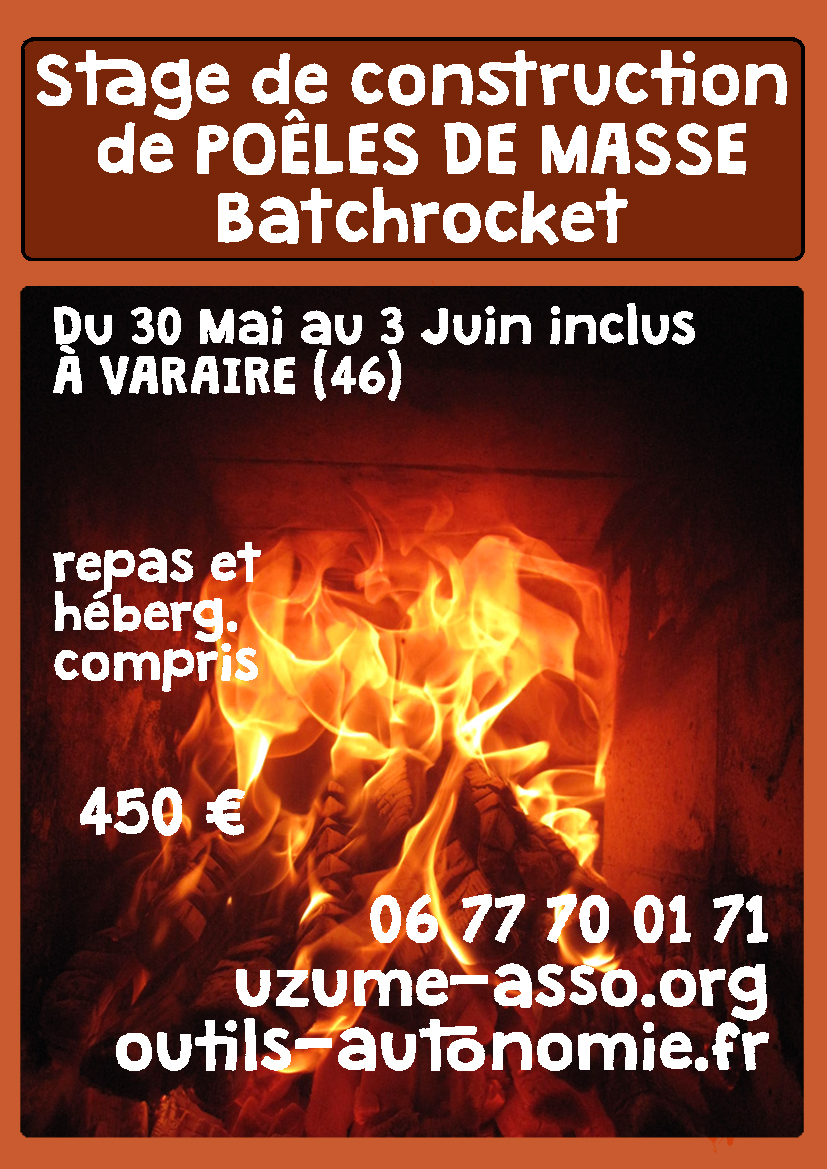 Stage de construction
de POÊLES DE MASSE
Batchrocket
Du 30 Mai au 3 Juin inclus
À VARAIRE (46)
repas et
héberg.
compris
450 €
06 77 70 01 71
uzume-asso.org
outils-autonomie.fr